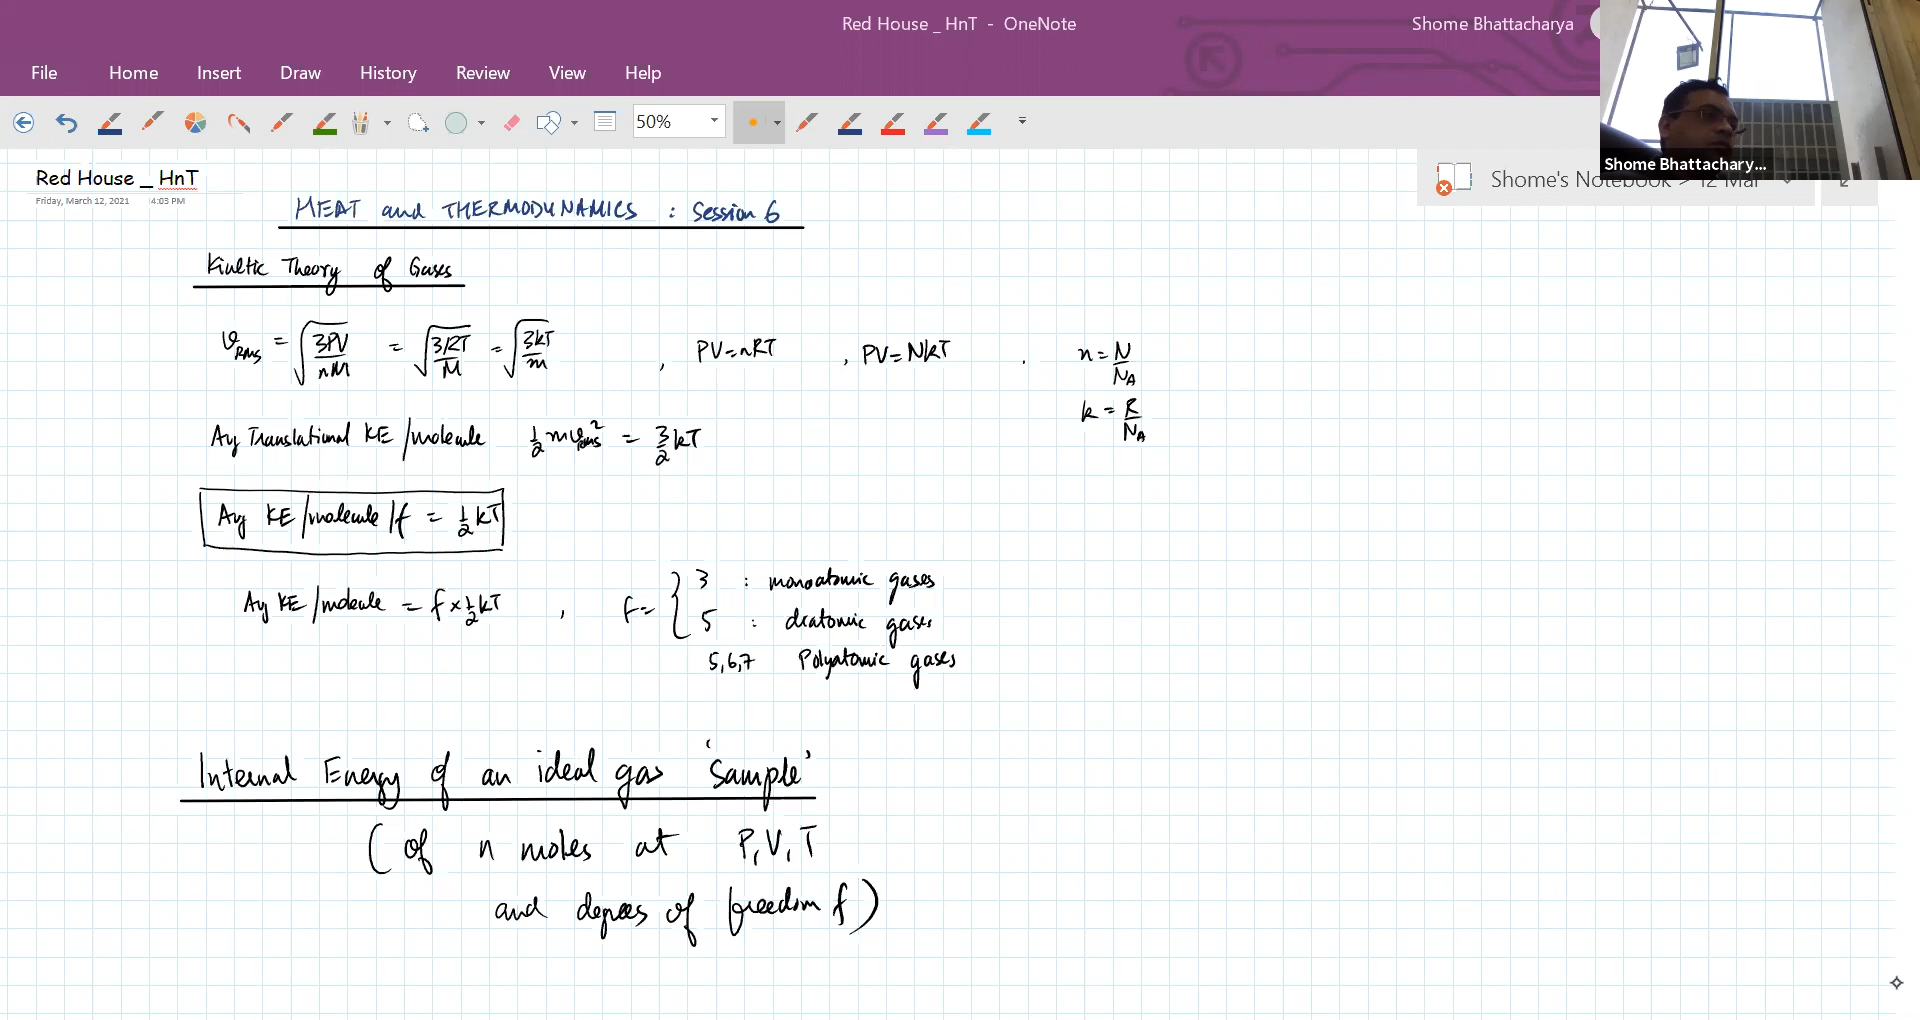 Red House _ HnT - OneNote
Shome Bhattacharya
File Home Insert Draw History Review View Help
50%
Shome Bhattachary...
Red House _ HnT
Friday, March 12, 2021 4:03 PM
Shome's Notebook > 12 Mar
HEAT and THERMODYNAMICS : Session 6
Kinetic Theory of Gases
v_RMS = √(3PV/nM) = √(3RT/M) = √(3kT/m) , PV=nRT , PV=NkT . n = N/N_A
k = R/N_A
Avg Translational KE/molecule ½ m v_RMS² = 3/2 kT
Avg KE/molecule/f = ½ kT
Avg KE/molecule = f × ½ kT , f = { 3 : monoatomic gases
5 : diatomic gases
5,6,7 Polyatomic gases
Internal Energy of an ideal gas 'sample'
(of n moles at P, V, T
and degrees of freedom f)